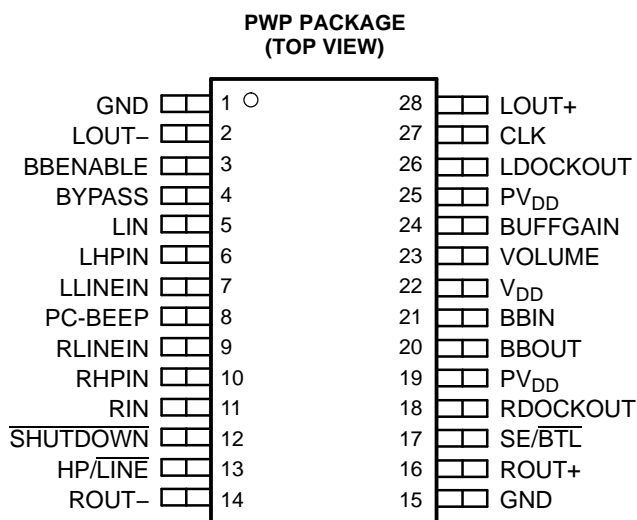 PWP PACKAGE
(TOP VIEW)
GND 1 28 LOUT+
LOUT− 2 27 CLK
BBENABLE 3 26 LDOCKOUT
BYPASS 4 25 PVDD
LIN 5 24 BUFFGAIN
LHPIN 6 23 VOLUME
LLINEIN 7 22 VDD
PC-BEEP 8 21 BBIN
RLINEIN 9 20 BBOUT
RHPIN 10 19 PVDD
RIN 11 18 RDOCKOUT
SHUTDOWN 12 17 SE/BTL
HP/LINE 13 16 ROUT+
ROUT− 14 15 GND